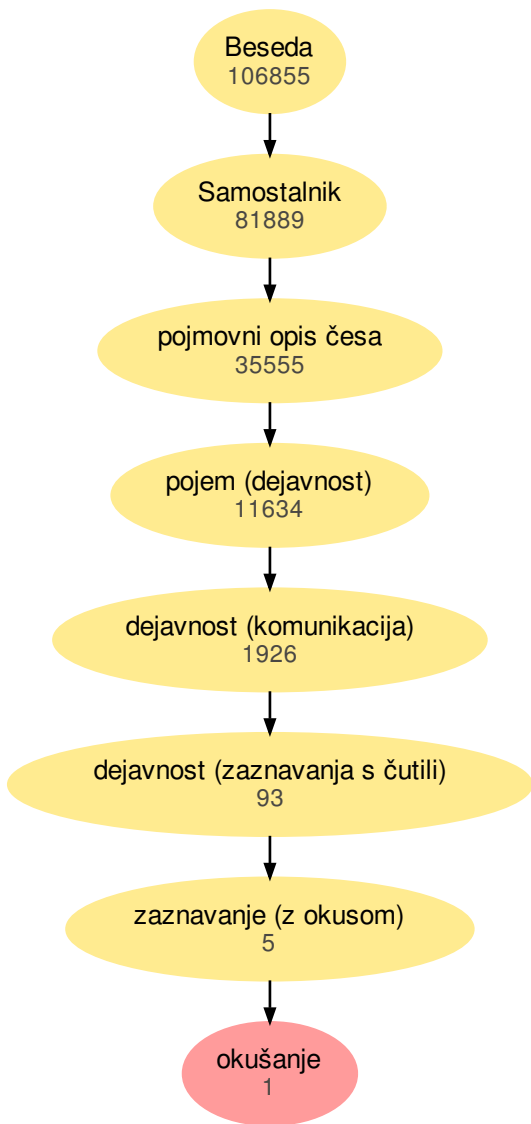 Beseda
106855
Samostalnik
81889
pojmovni opis česa
35555
pojem (dejavnost)
11634
dejavnost (komunikacija)
1926
dejavnost (zaznavanja s čutili)
93
zaznavanje (z okusom)
5
okušanje
1